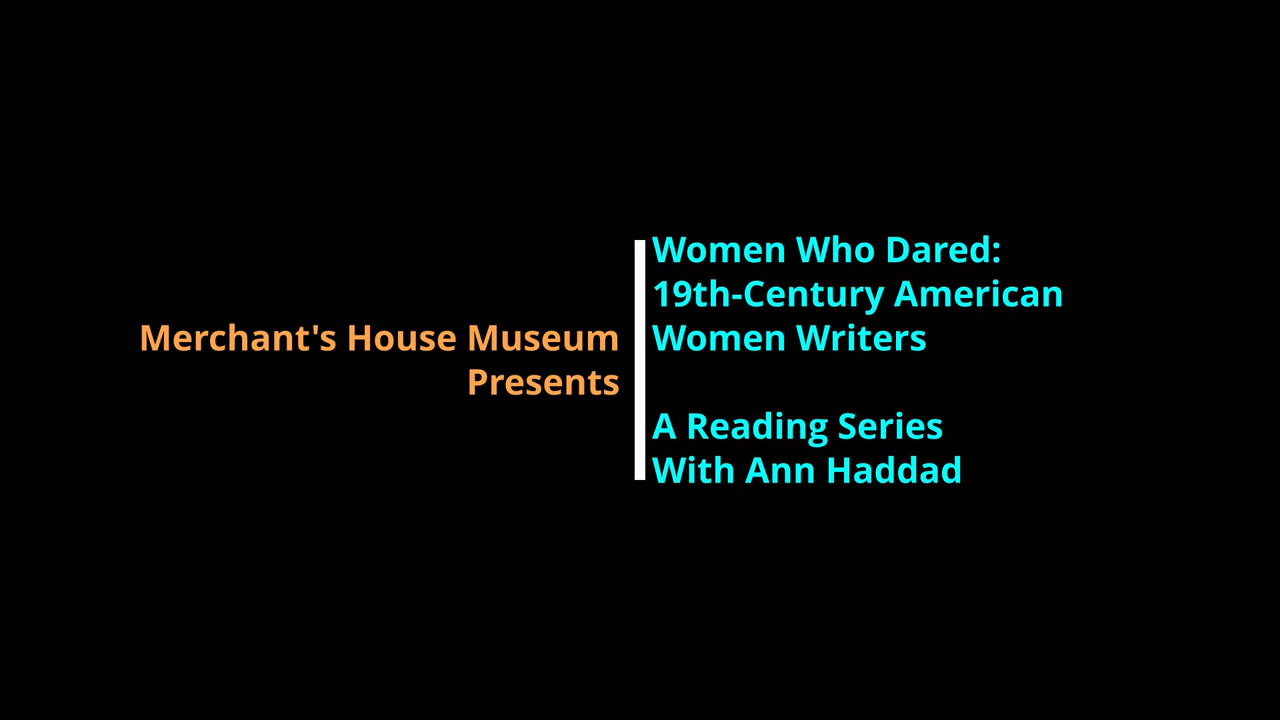 Merchant's House Museum
Presents
Women Who Dared:
19th-Century American
Women Writers
A Reading Series
With Ann Haddad